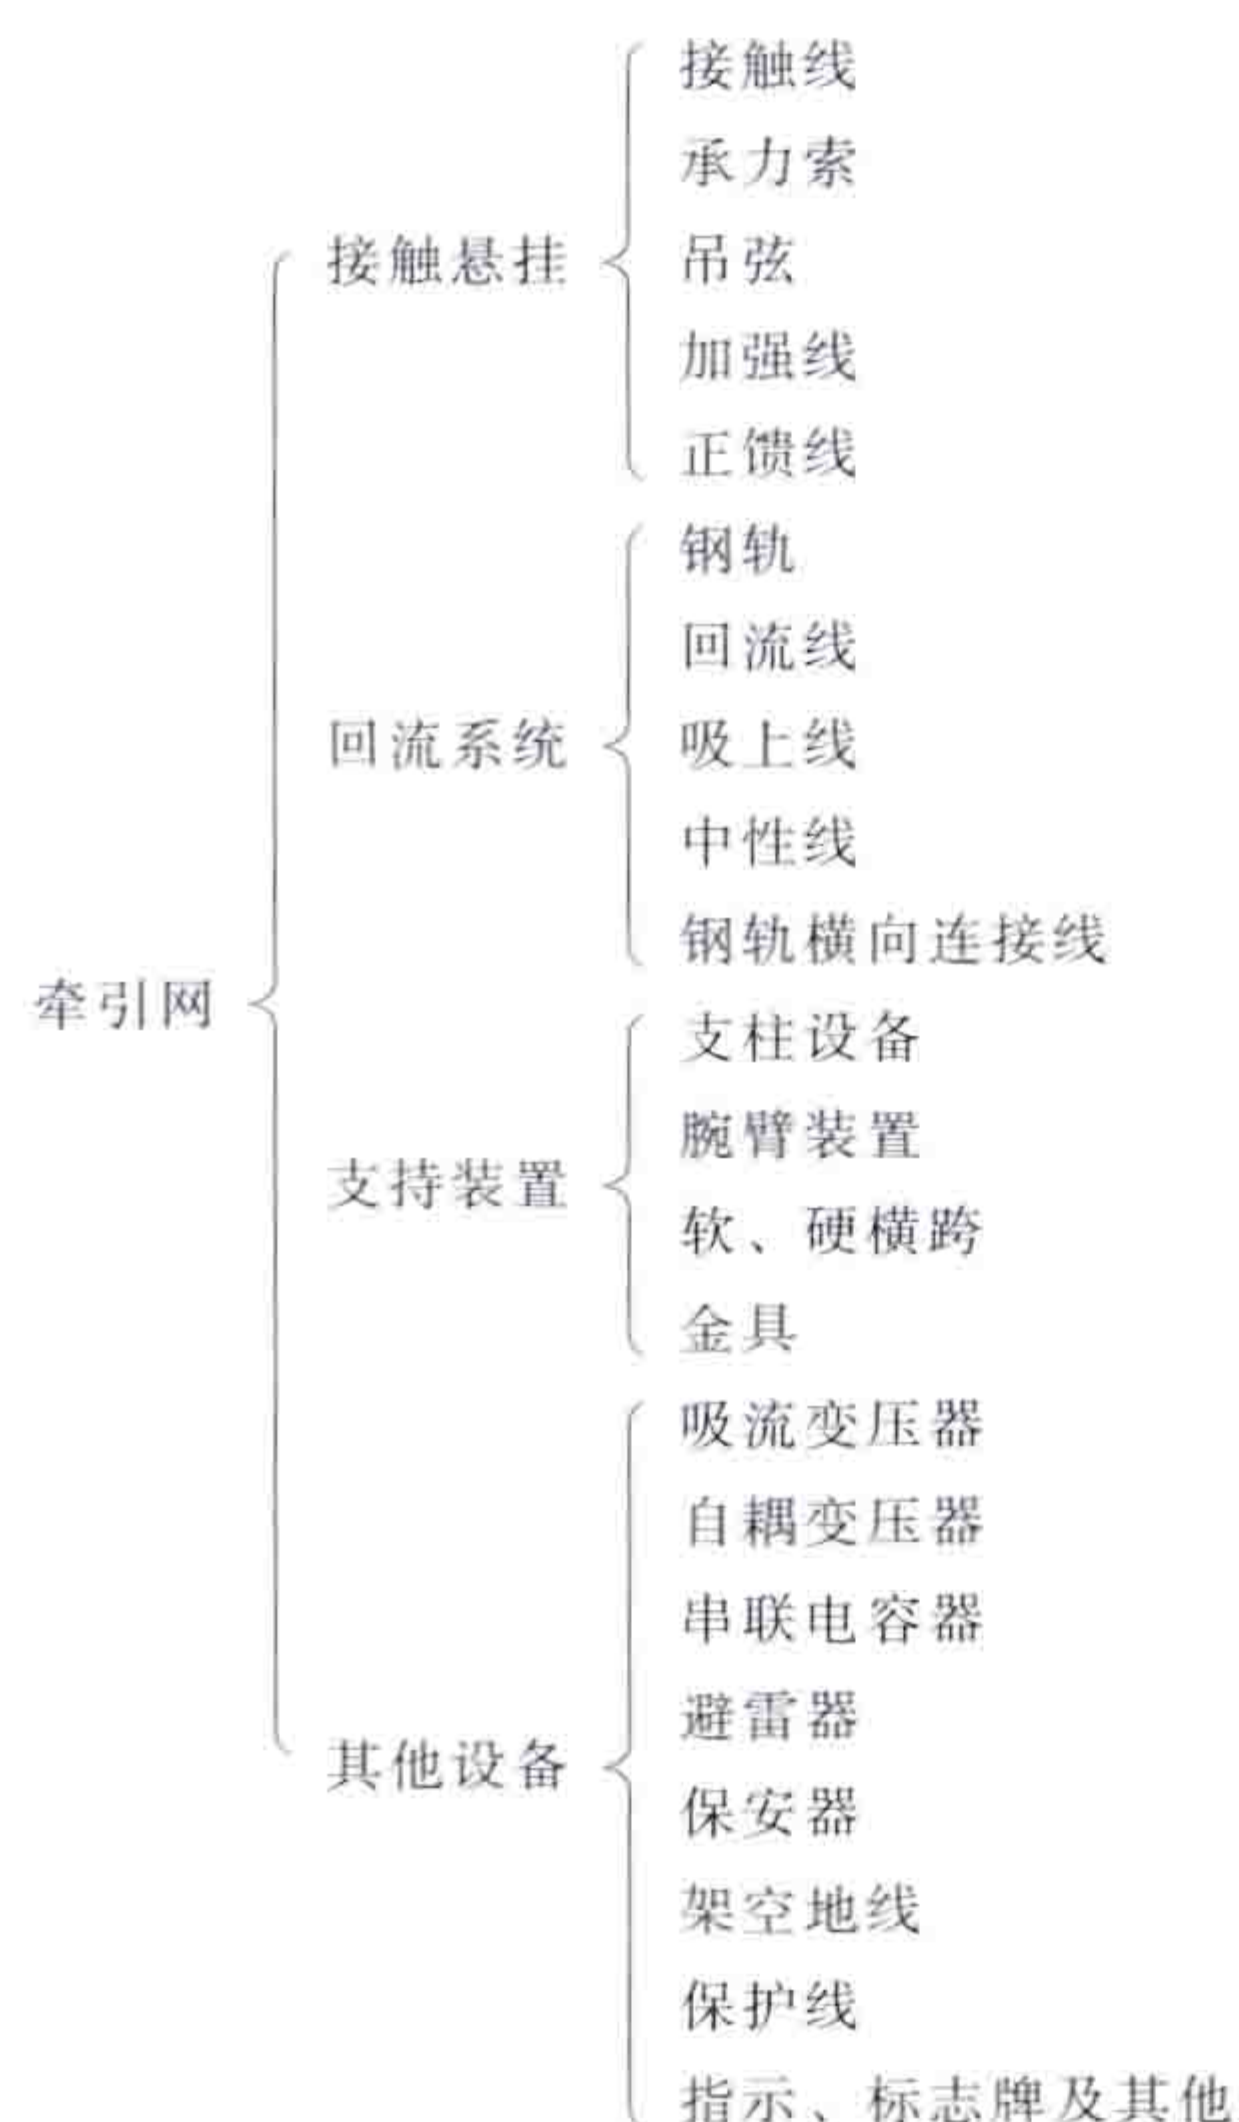 牵引网
接触悬挂
接触线
承力索
吊弦
加强线
正馈线
回流系统
钢轨
回流线
吸上线
中性线
钢轨横向连接线
支持装置
支柱设备
腕臂装置
软、硬横跨
金具
其他设备
吸流变压器
自耦变压器
串联电容器
避雷器
保安器
架空地线
保护线
指示、标志牌及其他